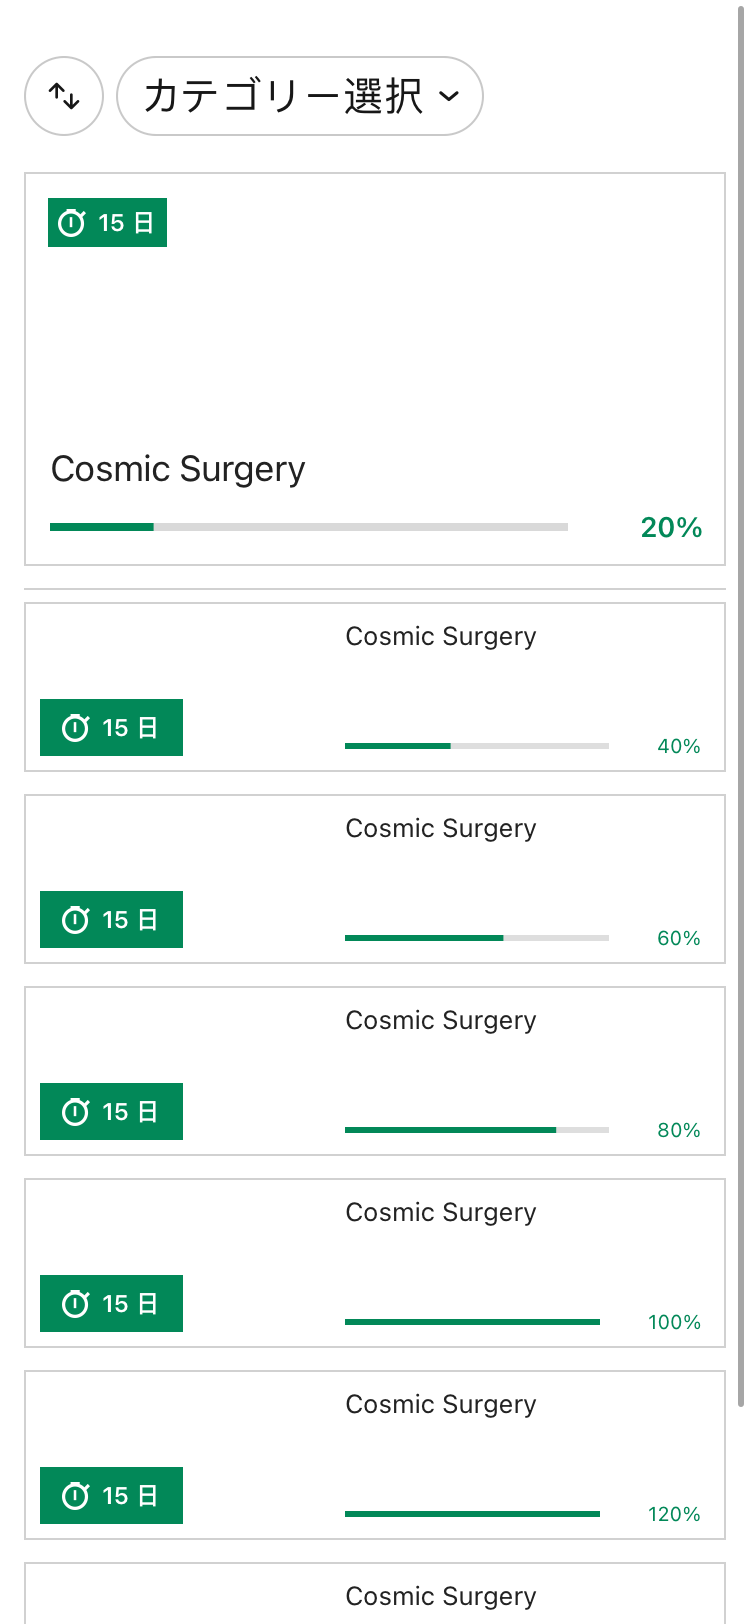 カテゴリー選択
15 日
Cosmic Surgery
20%
Cosmic Surgery
15 日
40%
Cosmic Surgery
15 日
60%
Cosmic Surgery
15 日
80%
Cosmic Surgery
15 日
100%
Cosmic Surgery
15 日
120%
Cosmic Surgery